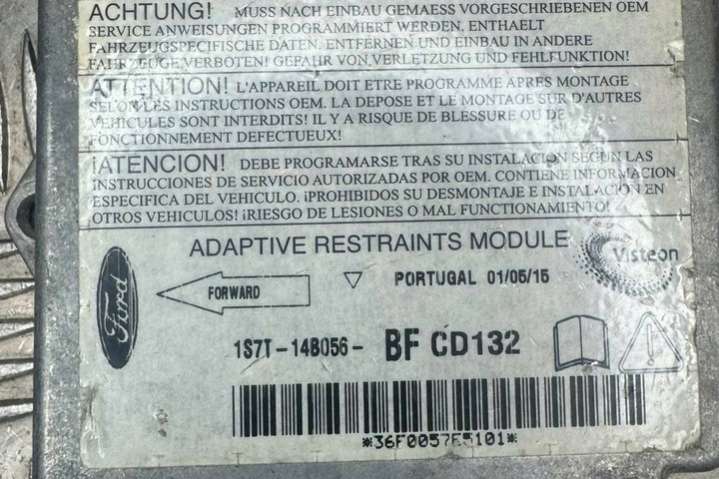 ACHTUNG! MUSS NACH EINBAU GEMAESS VORGESCHRIEBENEN OEM
SERVICE ANWEISUNGEN PROGRAMMIERT WERDEN, ENTHAELT
FAHRZEUGSPEZIFISCHE DATEN. ENTFERNEN UND EINBAU IN ANDERE
FAHRZEUGE VERBOTEN! GEFAHR VON VERLETZUNG UND FEHLFUNKTION!
ATTENTION! L'APPAREIL DOIT ETRE PROGRAMME APRES MONTAGE
SELON LES INSTRUCTIONS OEM. LA DEPOSE ET LE MONTAGE SUR D'AUTRES
VEHICULES SONT INTERDITS! IL Y A RISQUE DE BLESSURE OU DE
FONCTIONNEMENT DEFECTUEUX!
¡ATENCION! DEBE PROGRAMARSE TRAS SU INSTALACION SEGUN LAS
INSTRUCCIONES DE SERVICIO AUTORIZADAS POR OEM. CONTIENE INFORMACION
ESPECIFICA DEL VEHICULO. ¡PROHIBIDOS SU DESMONTAJE E INSTALACION EN
OTROS VEHICULOS! ¡RIESGO DE LESIONES O MAL FUNCTIONAMIENTO!
ADAPTIVE RESTRAINTS MODULE
Visteon
Ford
FORWARD
PORTUGAL 01/05/15
1S7T-14B056- BF CD132
*36F0057E5101*